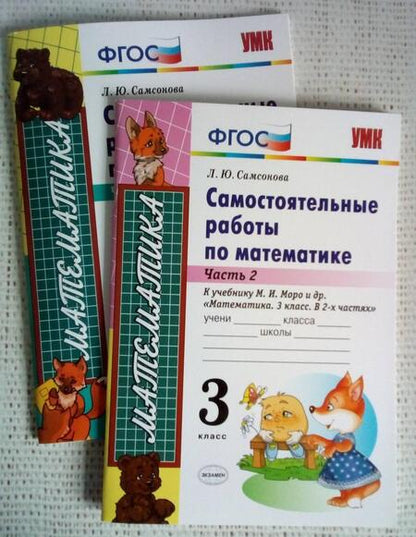 ФГОС
УМК
Л. Ю. Самсонова
МАТЕМАТИКА
ФГОС
УМК
Л. Ю. Самсонова
Самостоятельные
работы
по математике
Часть 2
К учебнику М. И. Моро и др.
«Математика. 3 класс. В 2-х частях»
учени класса
школы
МАТЕМАТИКА
3
класс
ЭКЗАМЕН